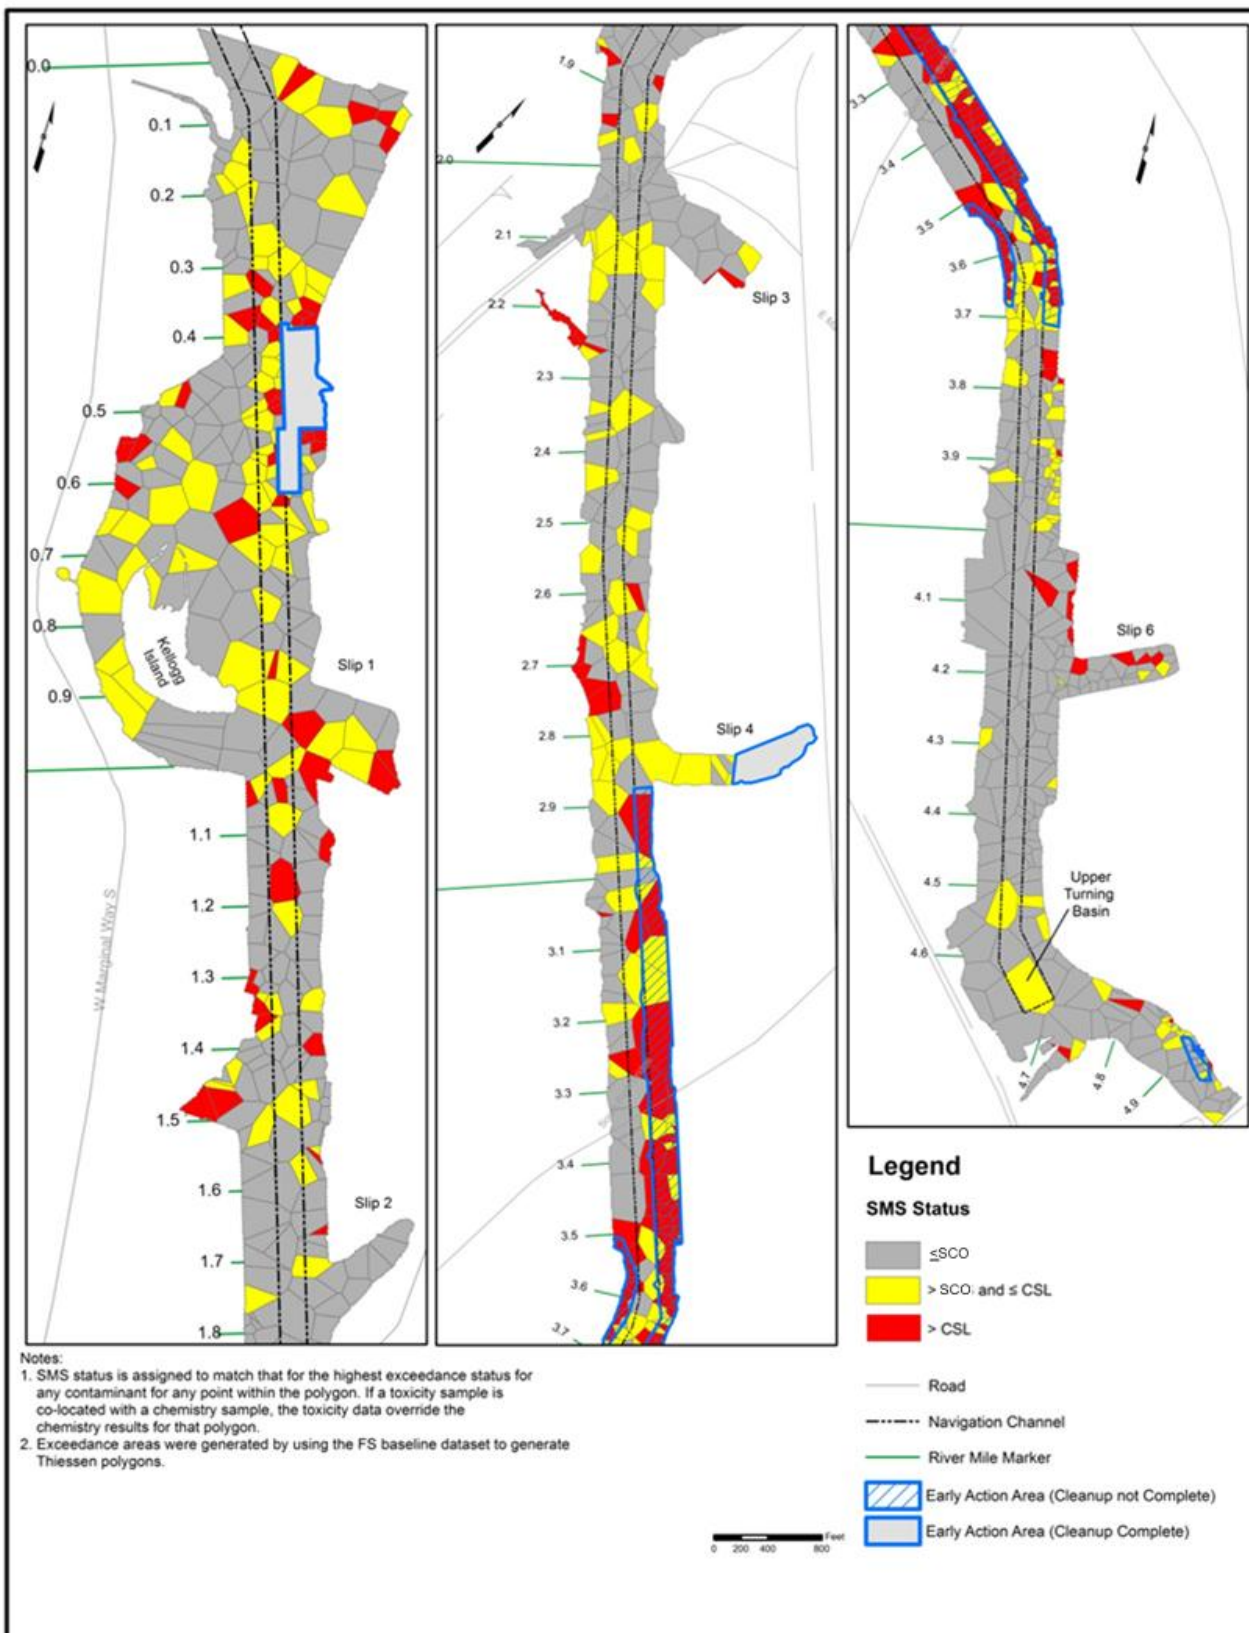 0.0
0.1
0.2
0.3
0.4
0.5
0.6
0.7
0.8
Kellogg
Island
Slip 1
0.9
1.1
1.2
W Marginal Way S
1.3
1.4
1.5
1.6
Slip 2
1.7
1.8
1.9
2.0
2.1
Slip 3
2.2
2.3
2.4
2.5
2.6
2.7
2.8
Slip 4
2.9
3.1
3.2
3.3
3.4
3.5
3.6
3.7
3.3
3.4
3.5
3.6
3.7
3.8
3.9
4.1
Slip 6
4.2
4.3
4.4
4.5
Upper
Turning
Basin
4.6
4.7
4.8
4.9
Notes:
1. SMS status is assigned to match that for the highest exceedance status for
any contaminant for any point within the polygon. If a toxicity sample is
co-located with a chemistry sample, the toxicity data override the
chemistry results for that polygon.
2. Exceedance areas were generated by using the FS baseline dataset to generate
Thiessen polygons.
Legend
SMS Status
≤SCO
> SCO and ≤ CSL
> CSL
Road
Navigation Channel
River Mile Marker
Early Action Area (Cleanup not Complete)
Early Action Area (Cleanup Complete)
Feet
0 200 400 800